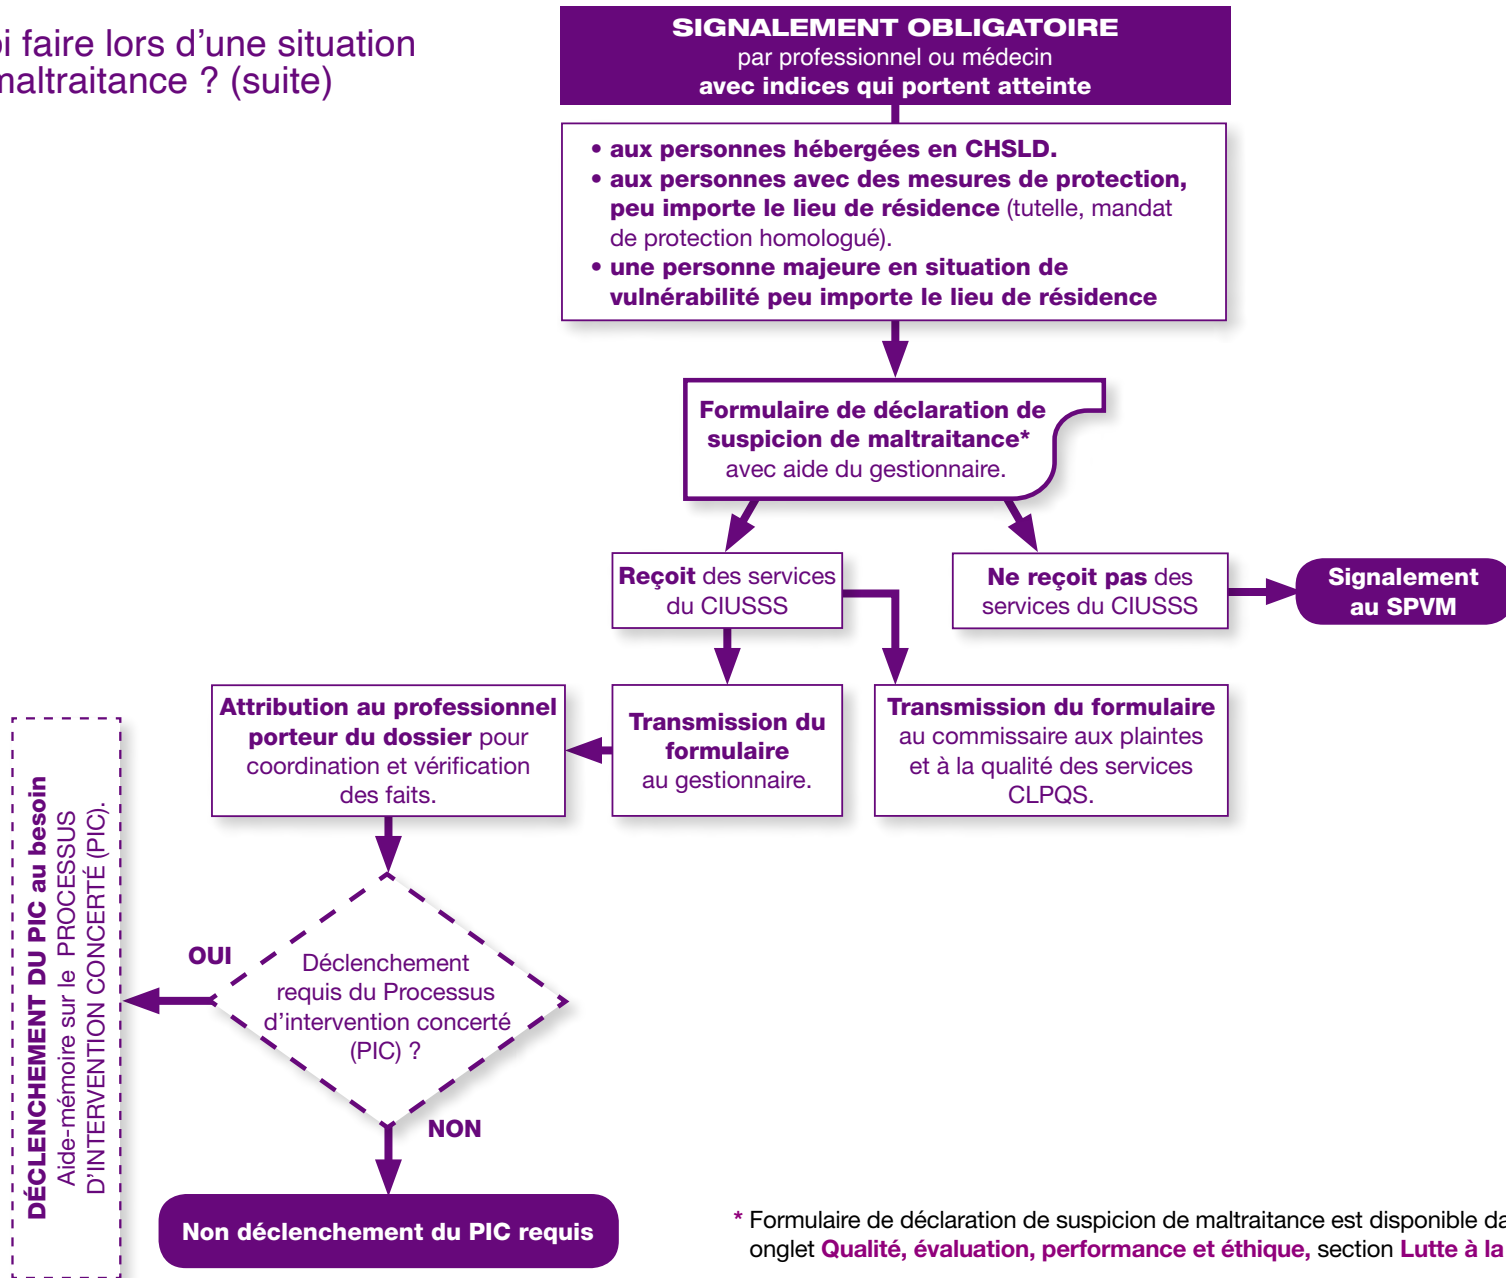 faire lors d’une situation
maltraitance ? (suite)
SIGNALEMENT OBLIGATOIRE
par professionnel ou médecin
avec indices qui portent atteinte
• aux personnes hébergées en CHSLD.
• aux personnes avec des mesures de protection,
peu importe le lieu de résidence (tutelle, mandat
de protection homologué).
• une personne majeure en situation de
vulnérabilité peu importe le lieu de résidence
Formulaire de déclaration de
suspicion de maltraitance*
avec aide du gestionnaire.
Reçoit des services
du CIUSSS
Ne reçoit pas des
services du CIUSSS
Signalement
au SPVM
Attribution au professionnel
porteur du dossier pour
coordination et vérification
des faits.
Transmission du
formulaire
au gestionnaire.
Transmission du formulaire
au commissaire aux plaintes
et à la qualité des services
CLPQS.
DÉCLENCHEMENT DU PIC au besoin
Aide-mémoire sur le PROCESSUS
D’INTERVENTION CONCERTÉ (PIC).
OUI
Déclenchement
requis du Processus
d’intervention concerté
(PIC) ?
NON
Non déclenchement du PIC requis
* Formulaire de déclaration de suspicion de maltraitance est disponible
onglet Qualité, évaluation, performance et éthique, section Lutte à la